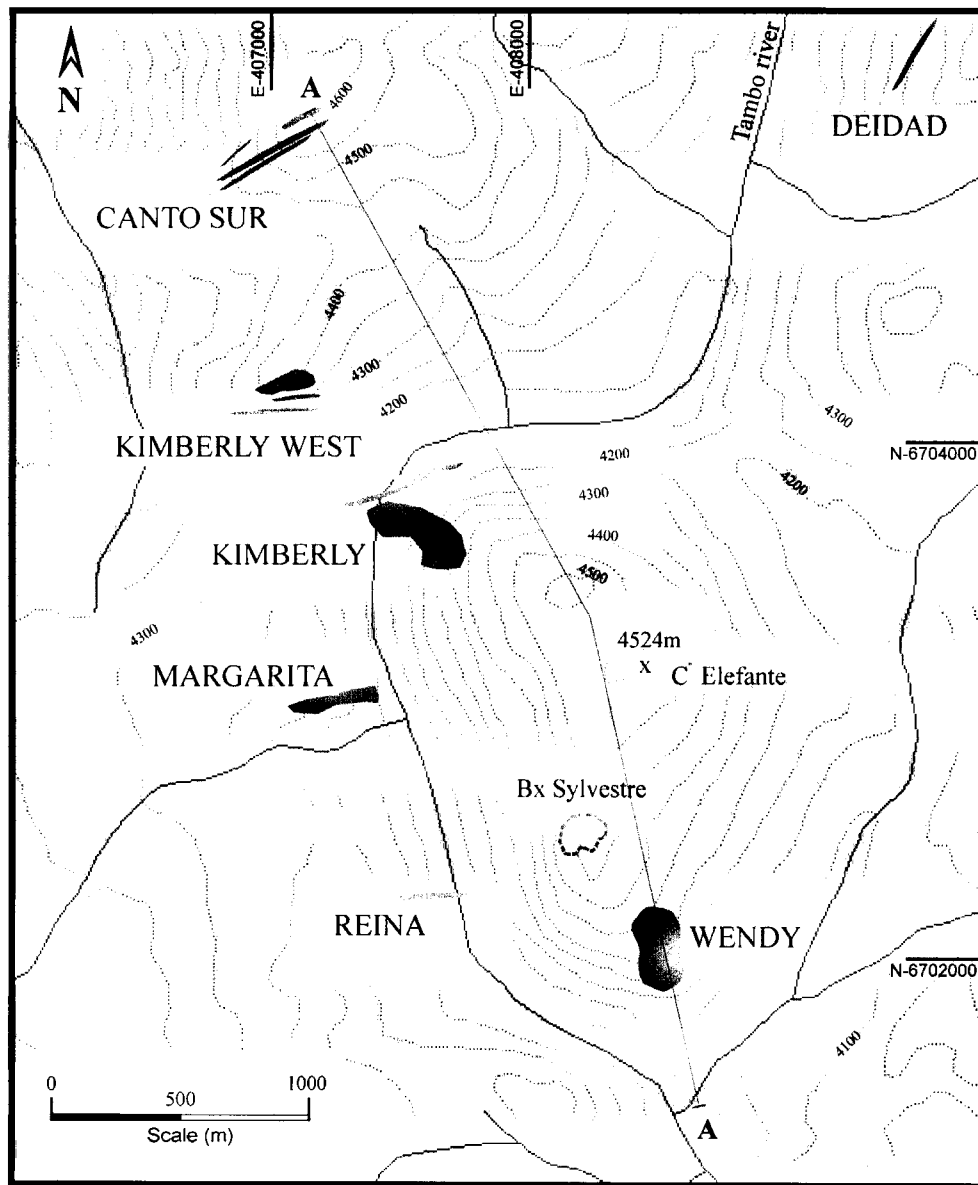 E-407000
E-408000
Tambo river
N
A
4600
4500
DEIDAD
CANTO SUR
4400
4300
4200
KIMBERLY WEST
4300
4200
N-6704000
4200
4300
4400
4500
KIMBERLY
4300
4524m
x
C° Elefante
MARGARITA
Bx Sylvestre
REINA
WENDY
N-6702000
4100
0
500
1000
Scale (m)
A